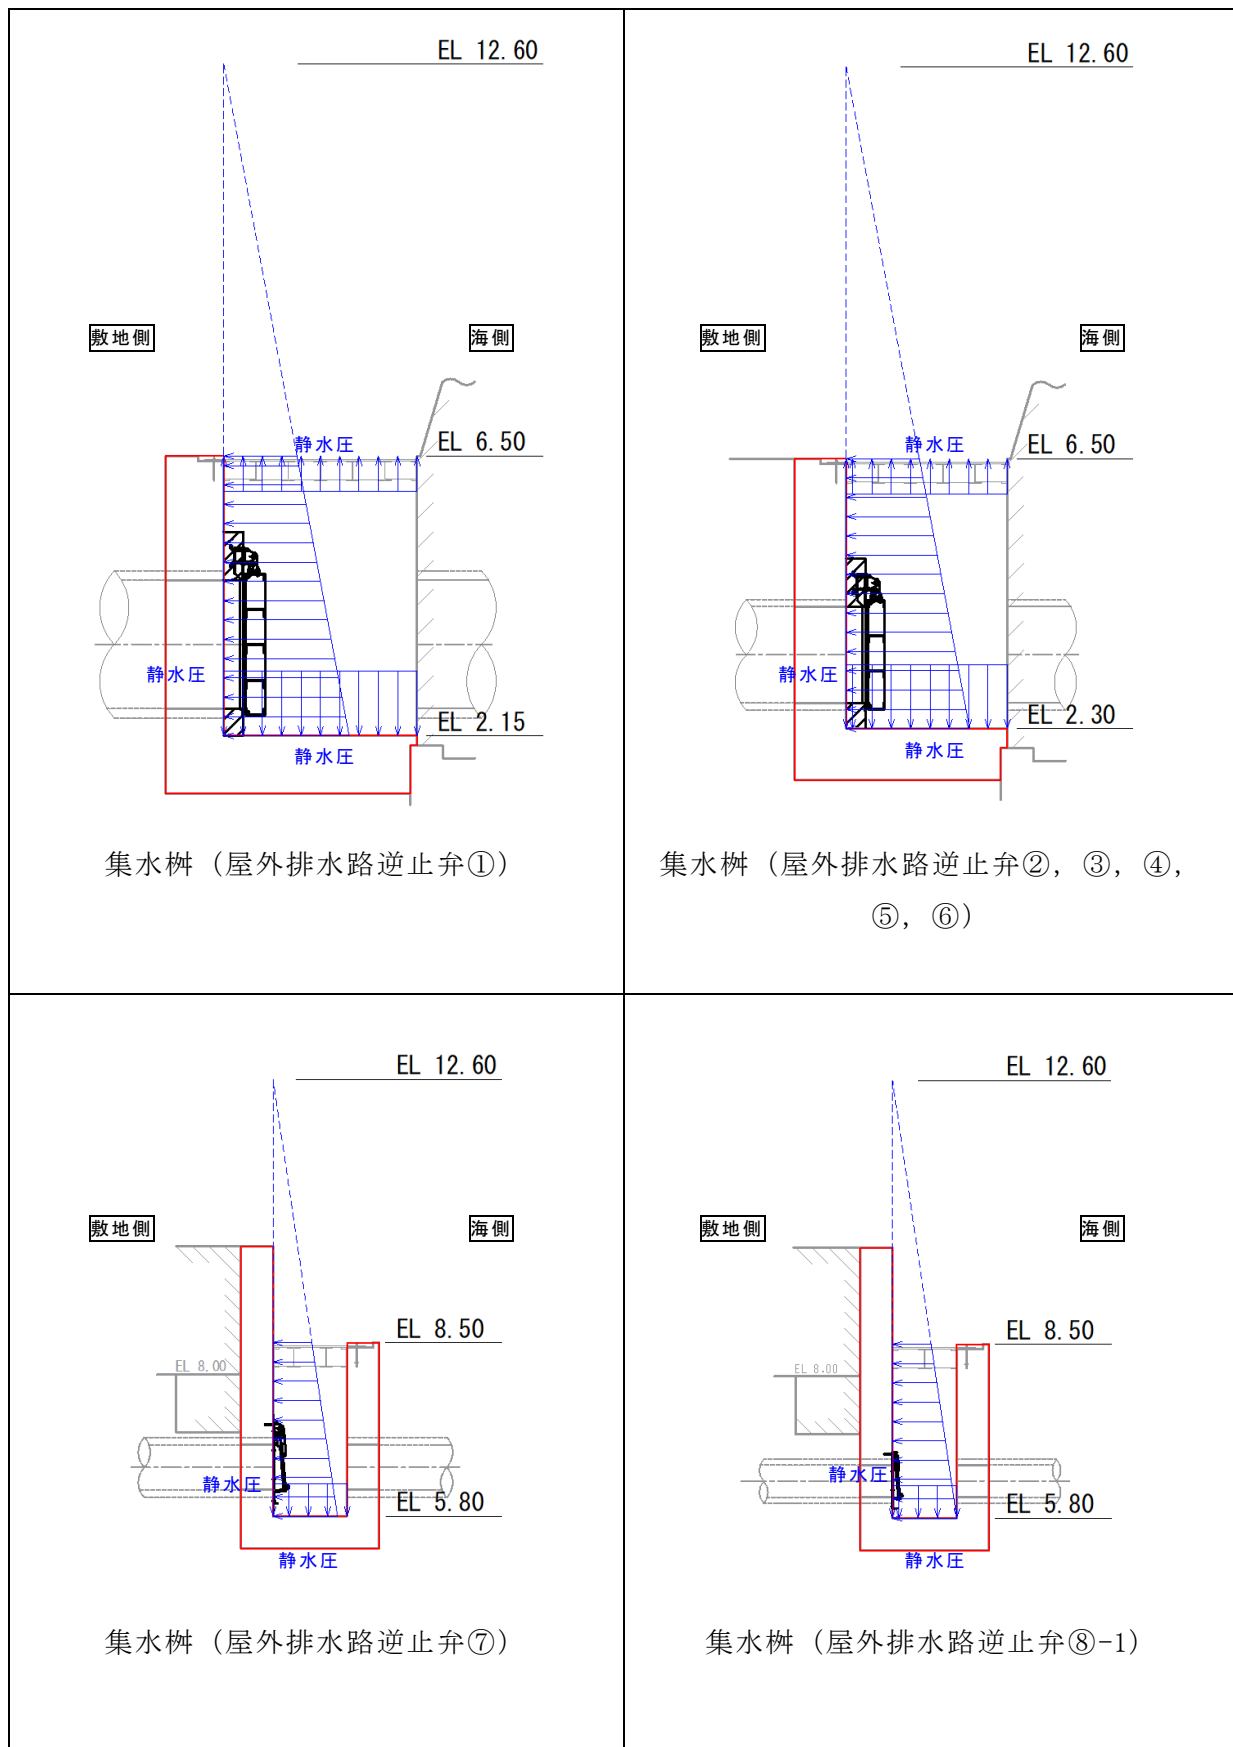 EL 12.60
敷地側
海側
静水圧
EL 6.50
静水圧
EL 2.15
静水圧
集水桝（屋外排水路逆止弁①）
EL 12.60
敷地側
海側
静水圧
EL 6.50
静水圧
EL 2.30
静水圧
集水桝（屋外排水路逆止弁②，③，④，
⑤，⑥）
EL 12.60
敷地側
海側
EL 8.50
EL 8.00
静水圧
EL 5.80
静水圧
集水桝（屋外排水路逆止弁⑦）
EL 12.60
敷地側
海側
EL 8.50
EL 8.00
静水圧
EL 5.80
静水圧
集水桝（屋外排水路逆止弁⑧-1）